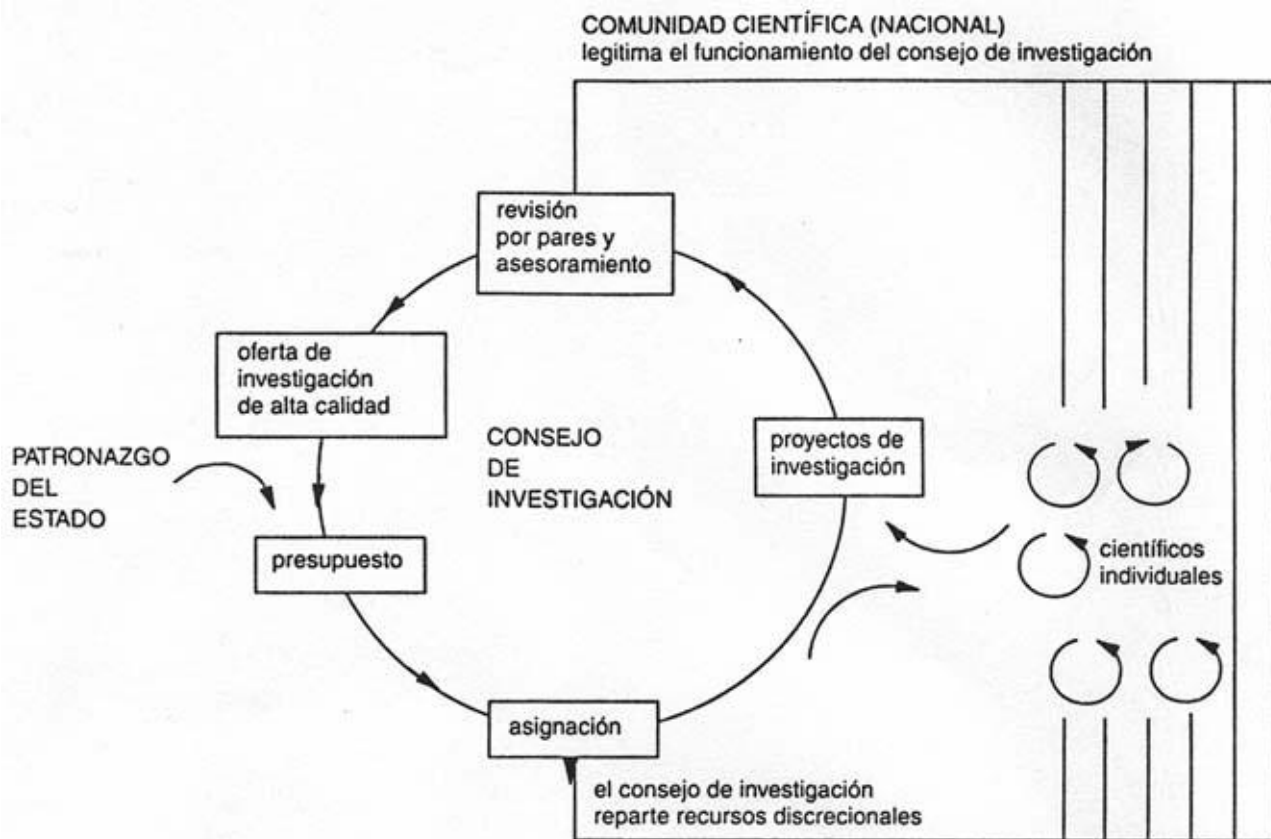 COMUNIDAD CIENTÍFICA (NACIONAL)
legitima el funcionamiento del consejo de investigación
revisión
por pares y
asesoramiento
oferta de
investigación
de alta calidad
CONSEJO
DE
INVESTIGACIÓN
proyectos de
investigación
PATRONAZGO
DEL
ESTADO
presupuesto
científicos
individuales
asignación
el consejo de investigación
reparte recursos discrecionales